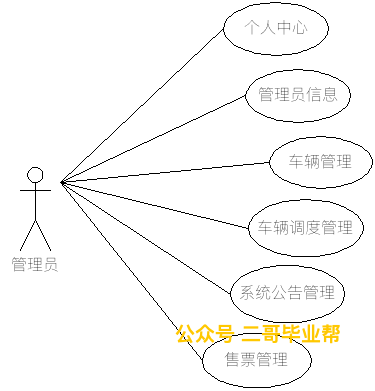 个人中心
管理员信息
车辆管理
车辆调度管理
管理员
系统公告管理
公众号 二哥毕业帮
售票管理